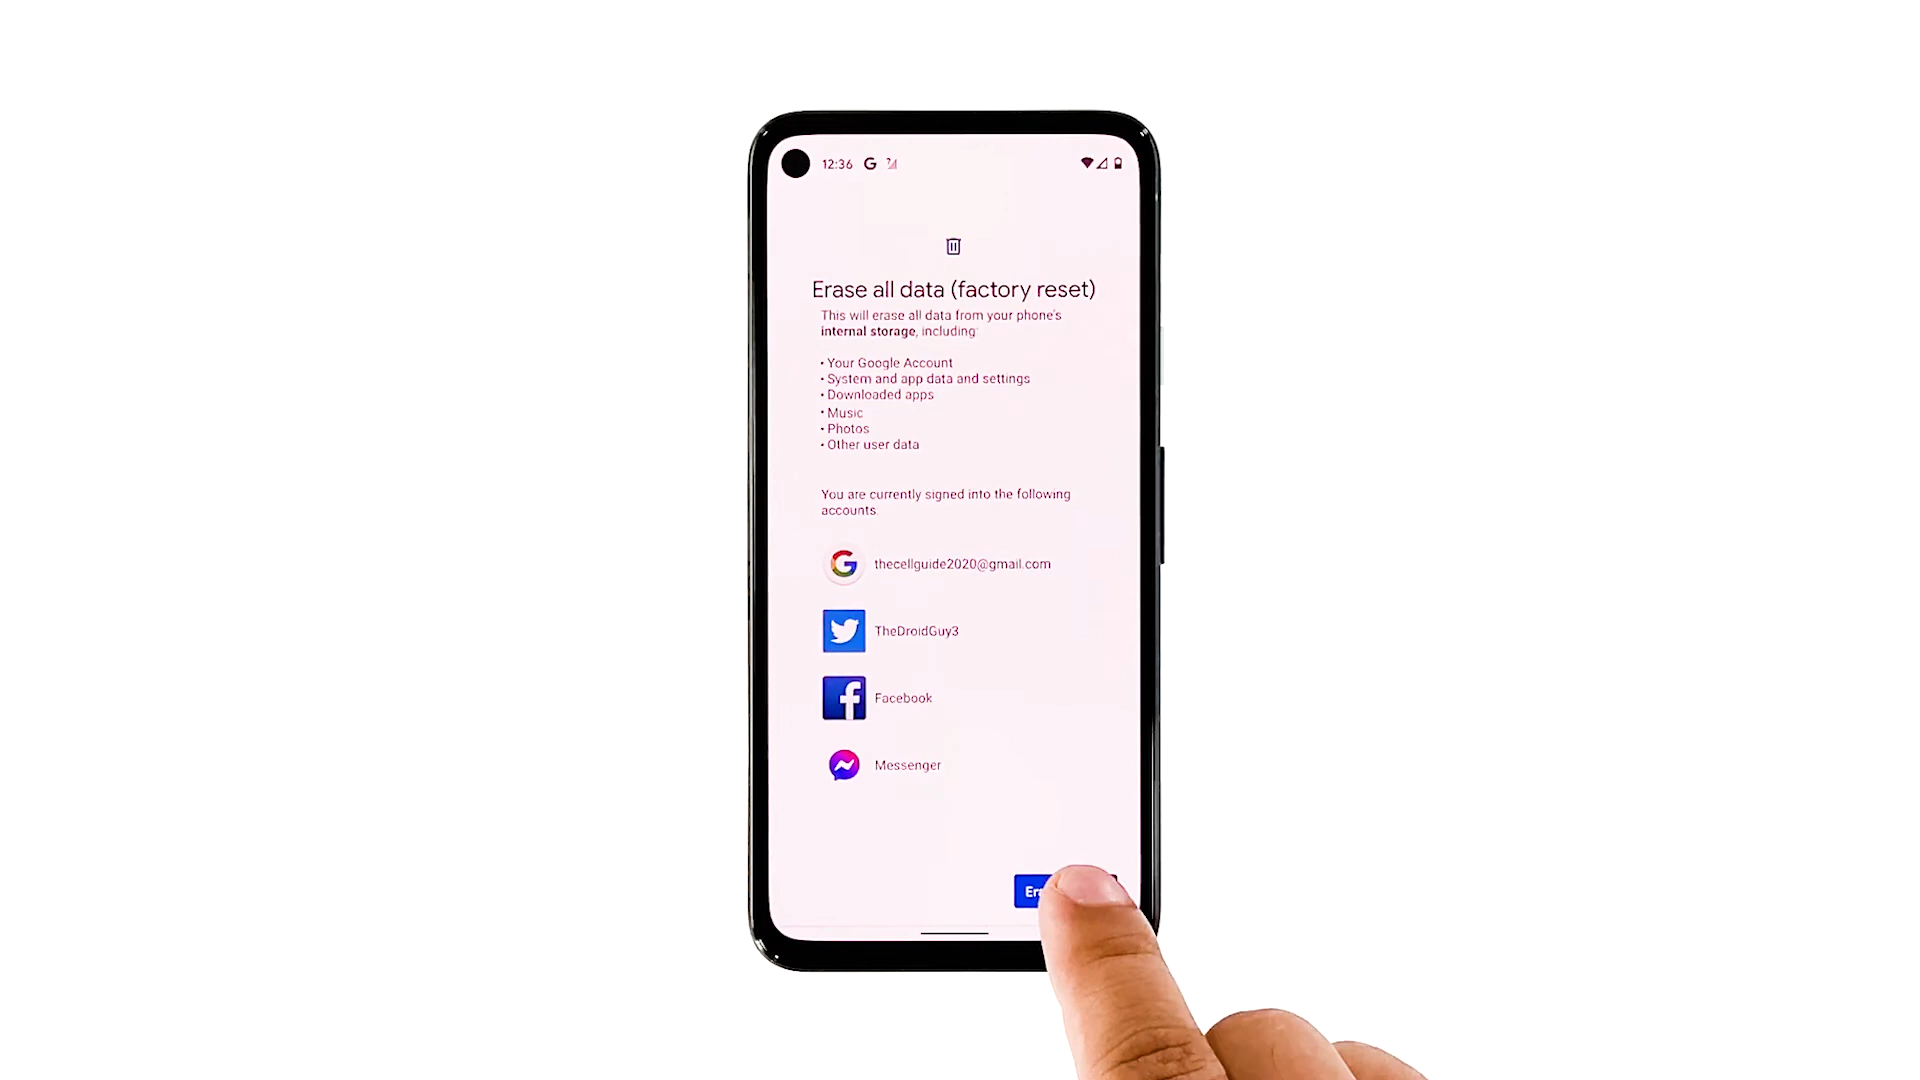 12:36
Erase all data (factory reset)
This will erase all data from your phone's
internal storage, including:
• Your Google Account
• System and app data and settings
• Downloaded apps
• Music
• Photos
• Other user data
You are currently signed into the following
accounts
thecellguide2020@gmail.com
TheDroidGuy3
Facebook
Messenger